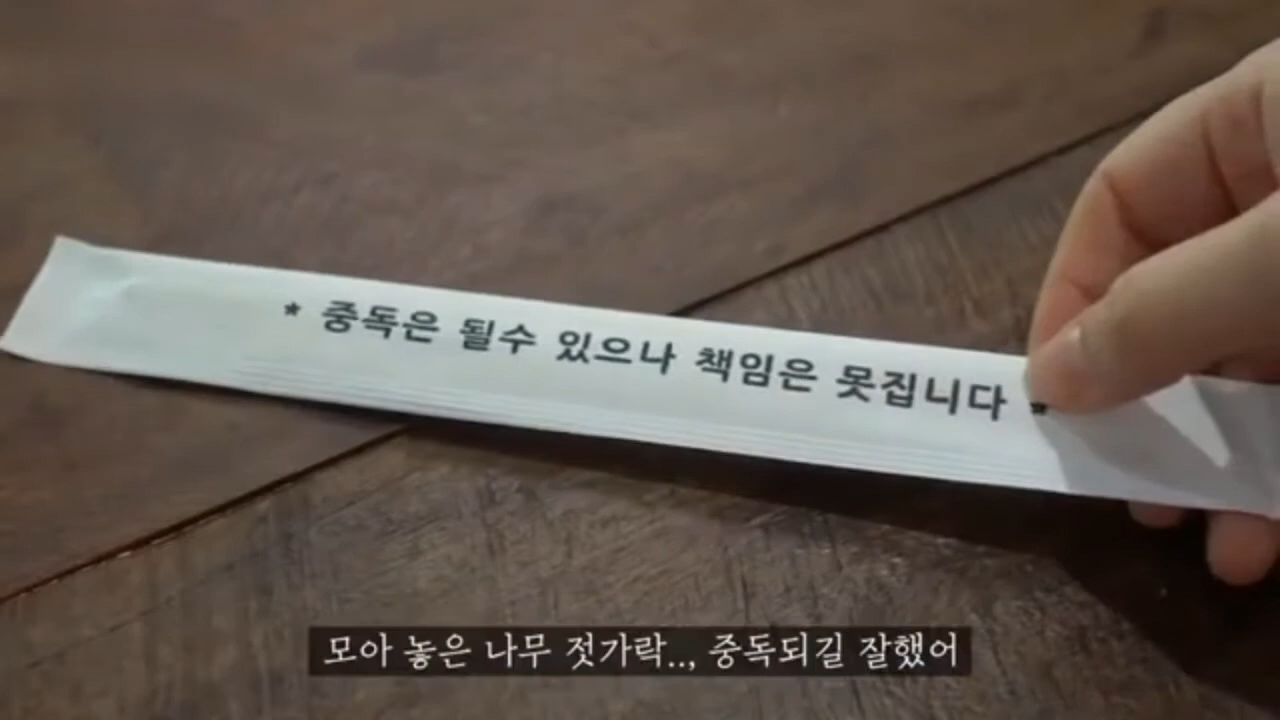 * 중독은 될수 있으나 책임은 못집니다 *
모아 놓은 나무 젓가락.., 중독되길 잘했어